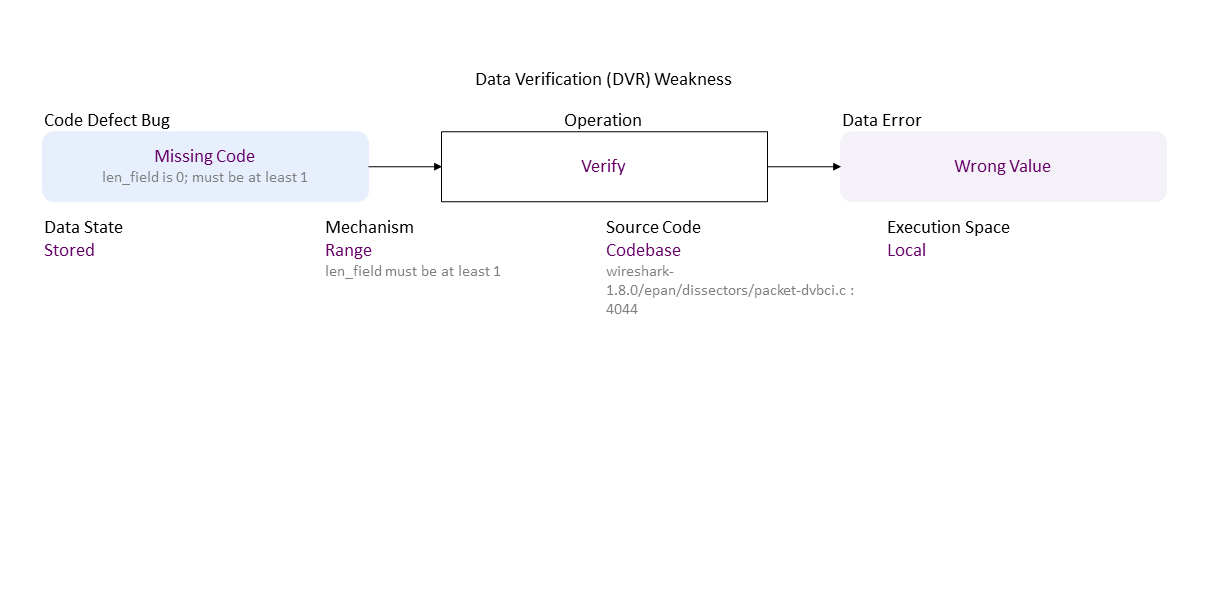 Data Verification (DVR) Weakness
Code Defect Bug
Operation
Data Error
Missing Code
len_field is 0; must be at least 1
Verify
Wrong Value
Data State
Stored
Mechanism
Range
len_field must be at least 1
Source Code
Codebase
wireshark-
1.8.0/epan/dissectors/packet-dvbci.c :
4044
Execution Space
Local